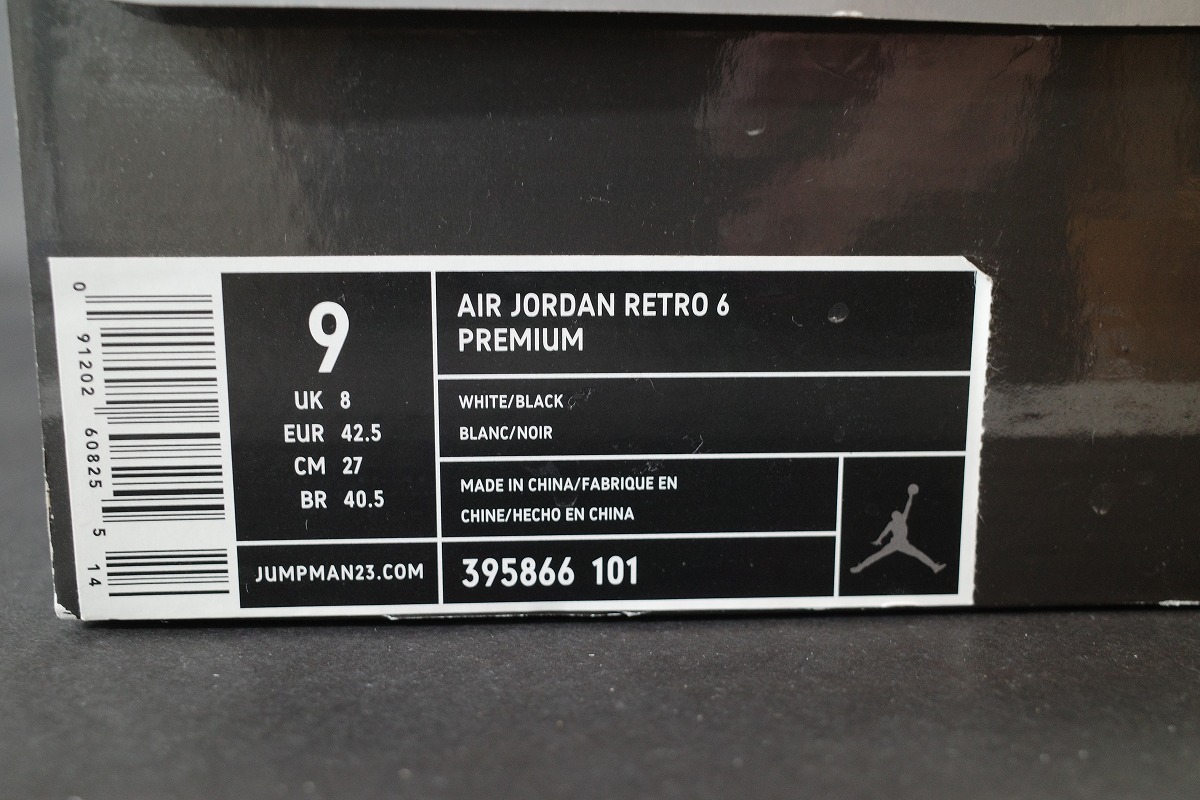 0 91202 60825 5 14
9
UK 8
EUR 42.5
CM 27
BR 40.5
JUMPMAN23.COM
AIR JORDAN RETRO 6
PREMIUM
WHITE/BLACK
BLANC/NOIR
MADE IN CHINA/FABRIQUE EN
CHINE/HECHO EN CHINA
395866 101